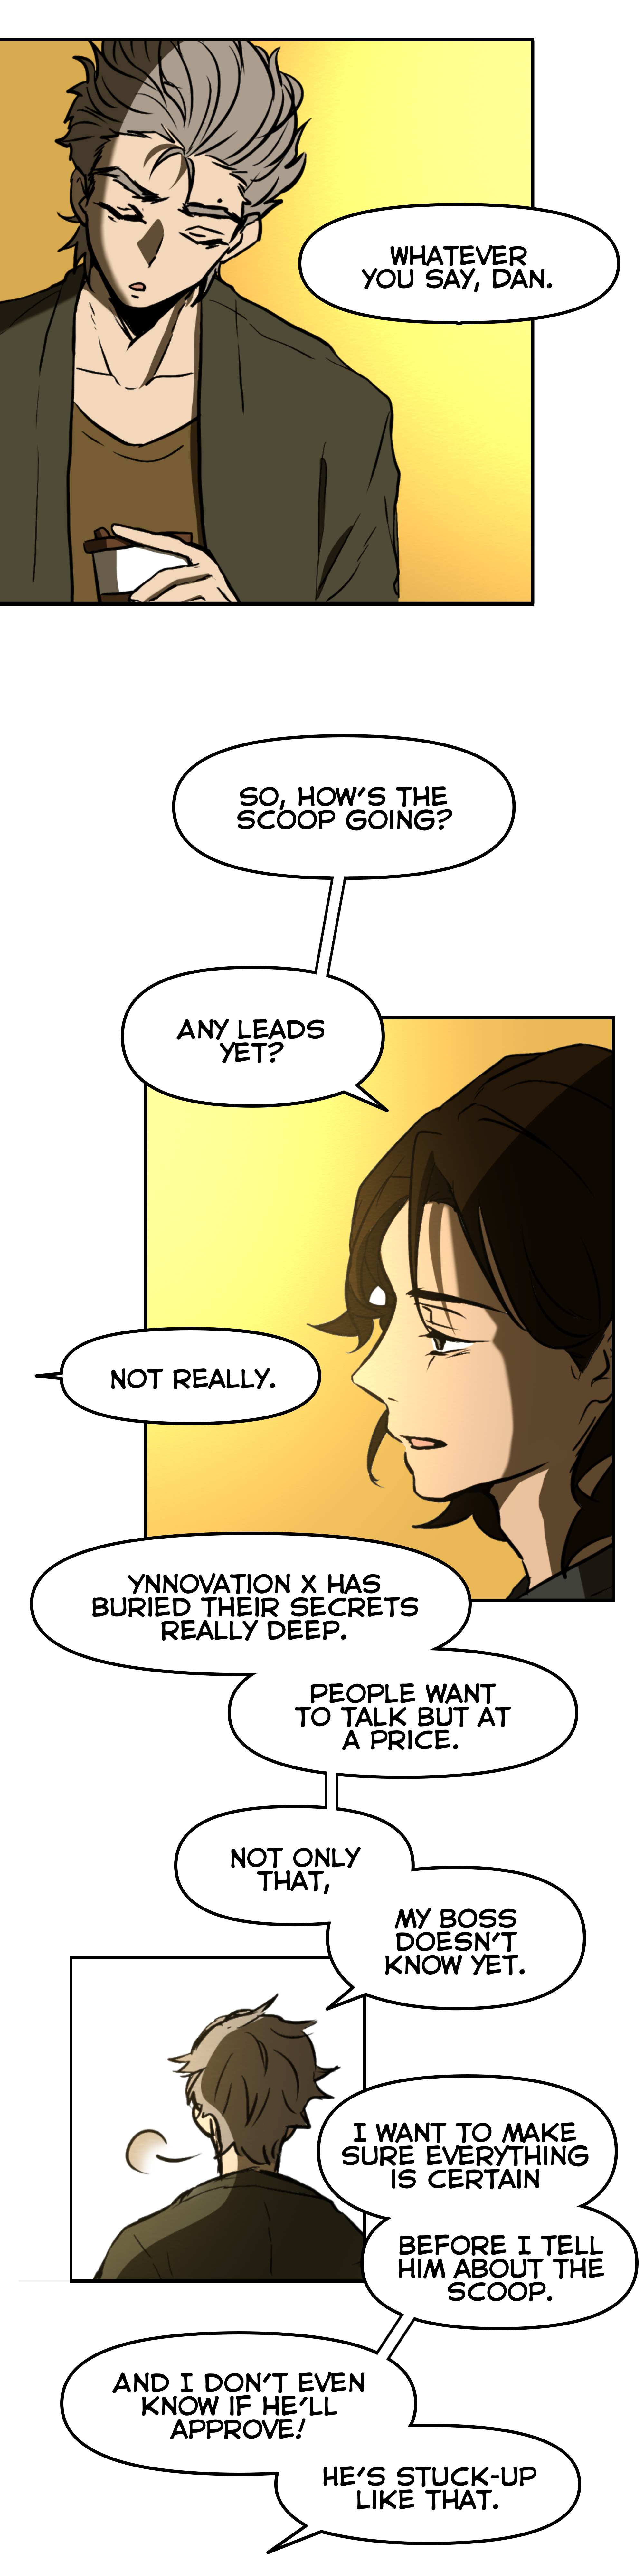 WHATEVER
YOU SAY, DAN.
SO, HOW'S THE
SCOOP GOING?
ANY LEADS
YET?
NOT REALLY.
YNNOVATION X HAS
BURIED THEIR SECRETS
REALLY DEEP.
PEOPLE WANT
TO TALK BUT AT
A PRICE.
NOT ONLY
THAT,
MY BOSS
DOESN'T
KNOW YET.
I WANT TO MAKE
SURE EVERYTHING
IS CERTAIN
BEFORE I TELL
HIM ABOUT THE
SCOOP.
AND I DON'T EVEN
KNOW IF HE'LL
APPROVE!
HE'S STUCK-UP
LIKE THAT.